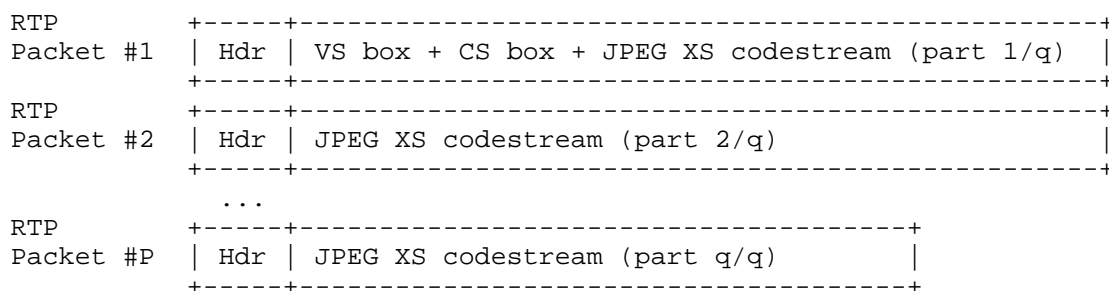 RTP        +-----+--------------------------------------------------+
Packet #1  | Hdr | VS box + CS box + JPEG XS codestream (part 1/q)  |
           +-----+--------------------------------------------------+
RTP        +-----+--------------------------------------------------+
Packet #2  | Hdr | JPEG XS codestream (part 2/q)                    |
           +-----+--------------------------------------------------+
             ...
RTP        +-----+--------------------------------------+
Packet #P  | Hdr | JPEG XS codestream (part q/q)        |
           +-----+--------------------------------------+